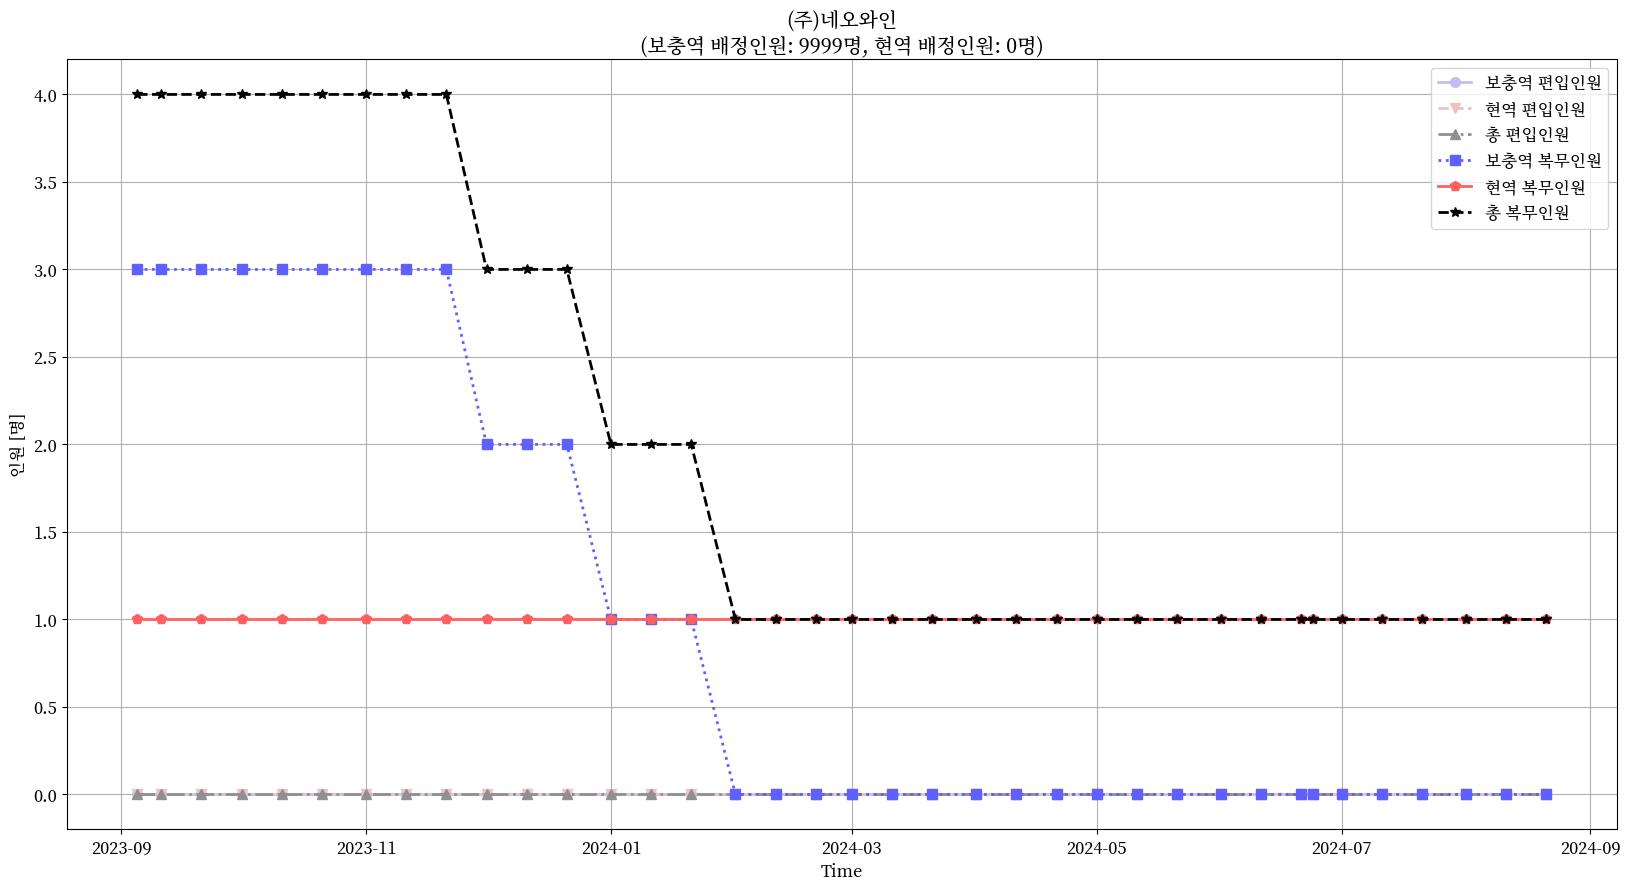 (주)네오와인
(보충역 배정인원: 9999명, 현역 배정인원: 0명)
보충역 편입인원
현역 편입인원
총 편입인원
보충역 복무인원
현역 복무인원
총 복무인원
인원 [명]
4.0
3.5
3.0
2.5
2.0
1.5
1.0
0.5
0.0
2023-09
2023-11
2024-01
2024-03
2024-05
2024-07
2024-09
Time